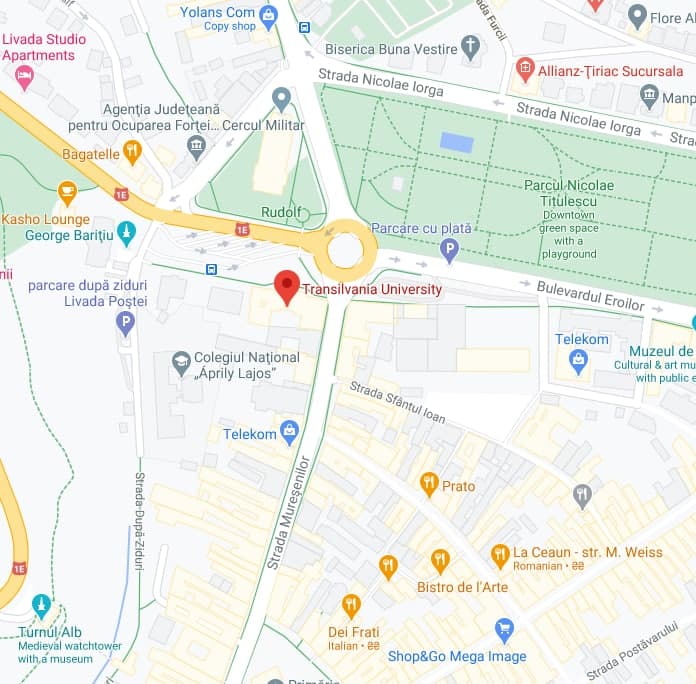 Yolans Com
Copy shop
Flore Al
Livada Studio
Apartments
Strada Furcii
Biserica Buna Vestire
Allianz-Țiriac Sucursala
Strada Nicolae Iorga
Manp
Agenția Județeană
pentru Ocuparea Forței...
Cercul Militar
Strada Nicolae Iorga
Bagatelle
Parcul Nicolae
Titulescu
Downtown
green space
with a
playground
1E
Kasho Lounge
Rudolf
1E
Parcare cu plată
George Barițiu
parcare după ziduri
Livada Poștei
P
P
Transilvania University
Bulevardul Eroilor
Telekom
Muzeul de
Cultural & art mu
with public e
Colegiul Național
„Áprily Lajos”
Strada Sfântul Ioan
Telekom
Strada Mureșenilor
Prato
Strada După Ziduri
La Ceaun - str. M. Weiss
Romanian • ₴₴
1E
Bistro de l'Arte
Turnul Alb
Medieval watchtower
with a museum
Dei Frati
Italian • ₴₴
Shop&Go Mega Image
Strada Postăvarului